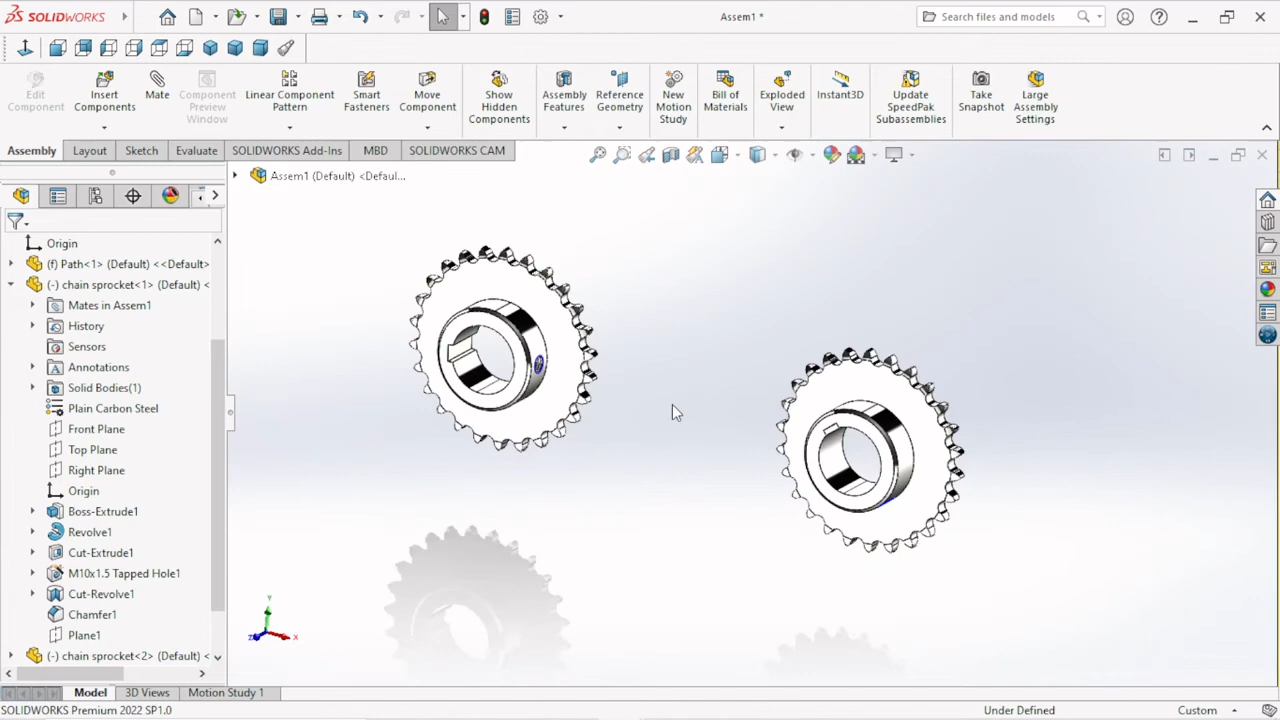 SOLIDWORKS
Assem1 *
Search files and models
Edit Component
Insert Components
Mate
Component Preview Window
Linear Component Pattern
Smart Fasteners
Move Component
Show Hidden Components
Assembly Features
Reference Geometry
New Motion Study
Bill of Materials
Exploded View
Instant3D
Update SpeedPak Subassemblies
Take Snapshot
Large Assembly Settings
Assembly
Layout
Sketch
Evaluate
SOLIDWORKS Add-Ins
MBD
SOLIDWORKS CAM
Assem1 (Default) <Defaul...
Origin
(f) Path<1> (Default) <<Default>
(-) chain sprocket<1> (Default) <
Mates in Assem1
History
Sensors
Annotations
Solid Bodies(1)
Plain Carbon Steel
Front Plane
Top Plane
Right Plane
Origin
Boss-Extrude1
Revolve1
Cut-Extrude1
M10x1.5 Tapped Hole1
Cut-Revolve1
Chamfer1
Plane1
(-) chain sprocket<2> (Default) <
Y
Z
X
Model
3D Views
Motion Study 1
SOLIDWORKS Premium 2022 SP1.0
Under Defined
Custom